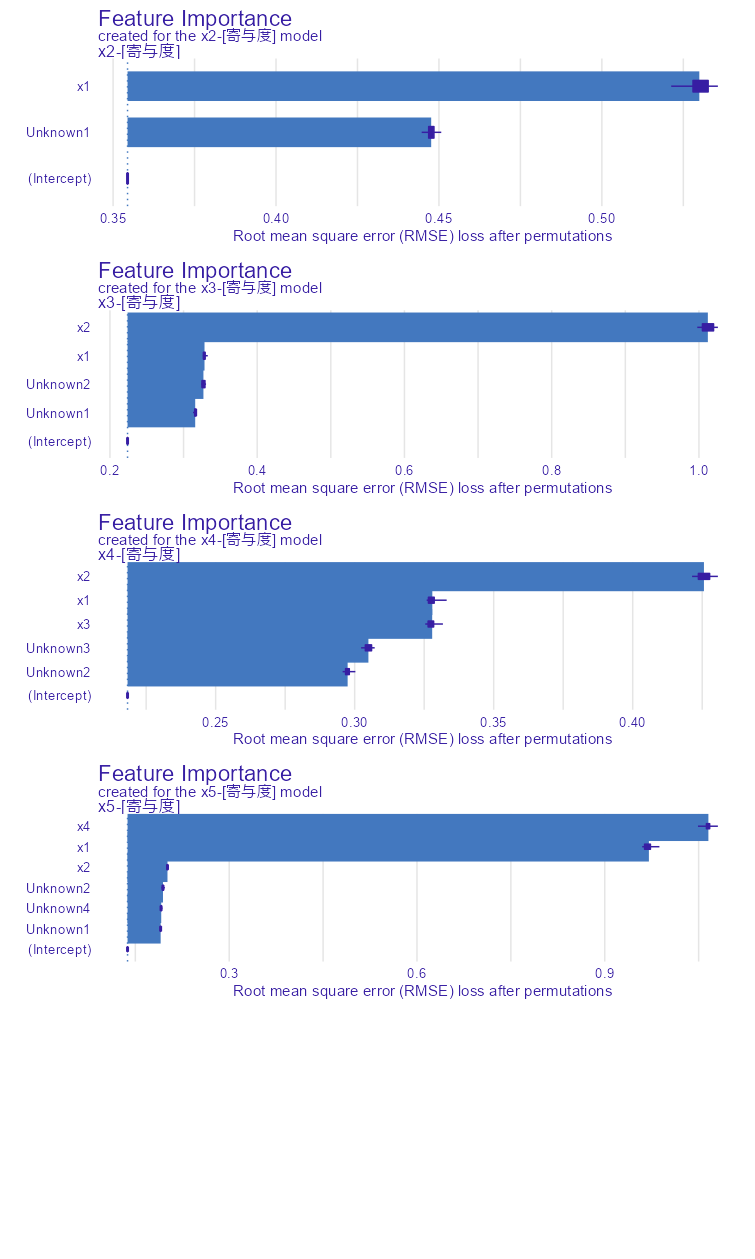 Feature Importance
created for the x2-[寄与度] model
x2-[寄与度]
x1
Unknown1
(Intercept)
0.35 0.40 0.45 0.50
Root mean square error (RMSE) loss after permutations
Feature Importance
created for the x3-[寄与度] model
x3-[寄与度]
x2
x1
Unknown2
Unknown1
(Intercept)
0.2 0.4 0.6 0.8 1.0
Root mean square error (RMSE) loss after permutations
Feature Importance
created for the x4-[寄与度] model
x4-[寄与度]
x2
x1
x3
Unknown3
Unknown2
(Intercept)
0.25 0.30 0.35 0.40
Root mean square error (RMSE) loss after permutations
Feature Importance
created for the x5-[寄与度] model
x5-[寄与度]
x4
x1
x2
Unknown2
Unknown4
Unknown1
(Intercept)
0.3 0.6 0.9
Root mean square error (RMSE) loss after permutations